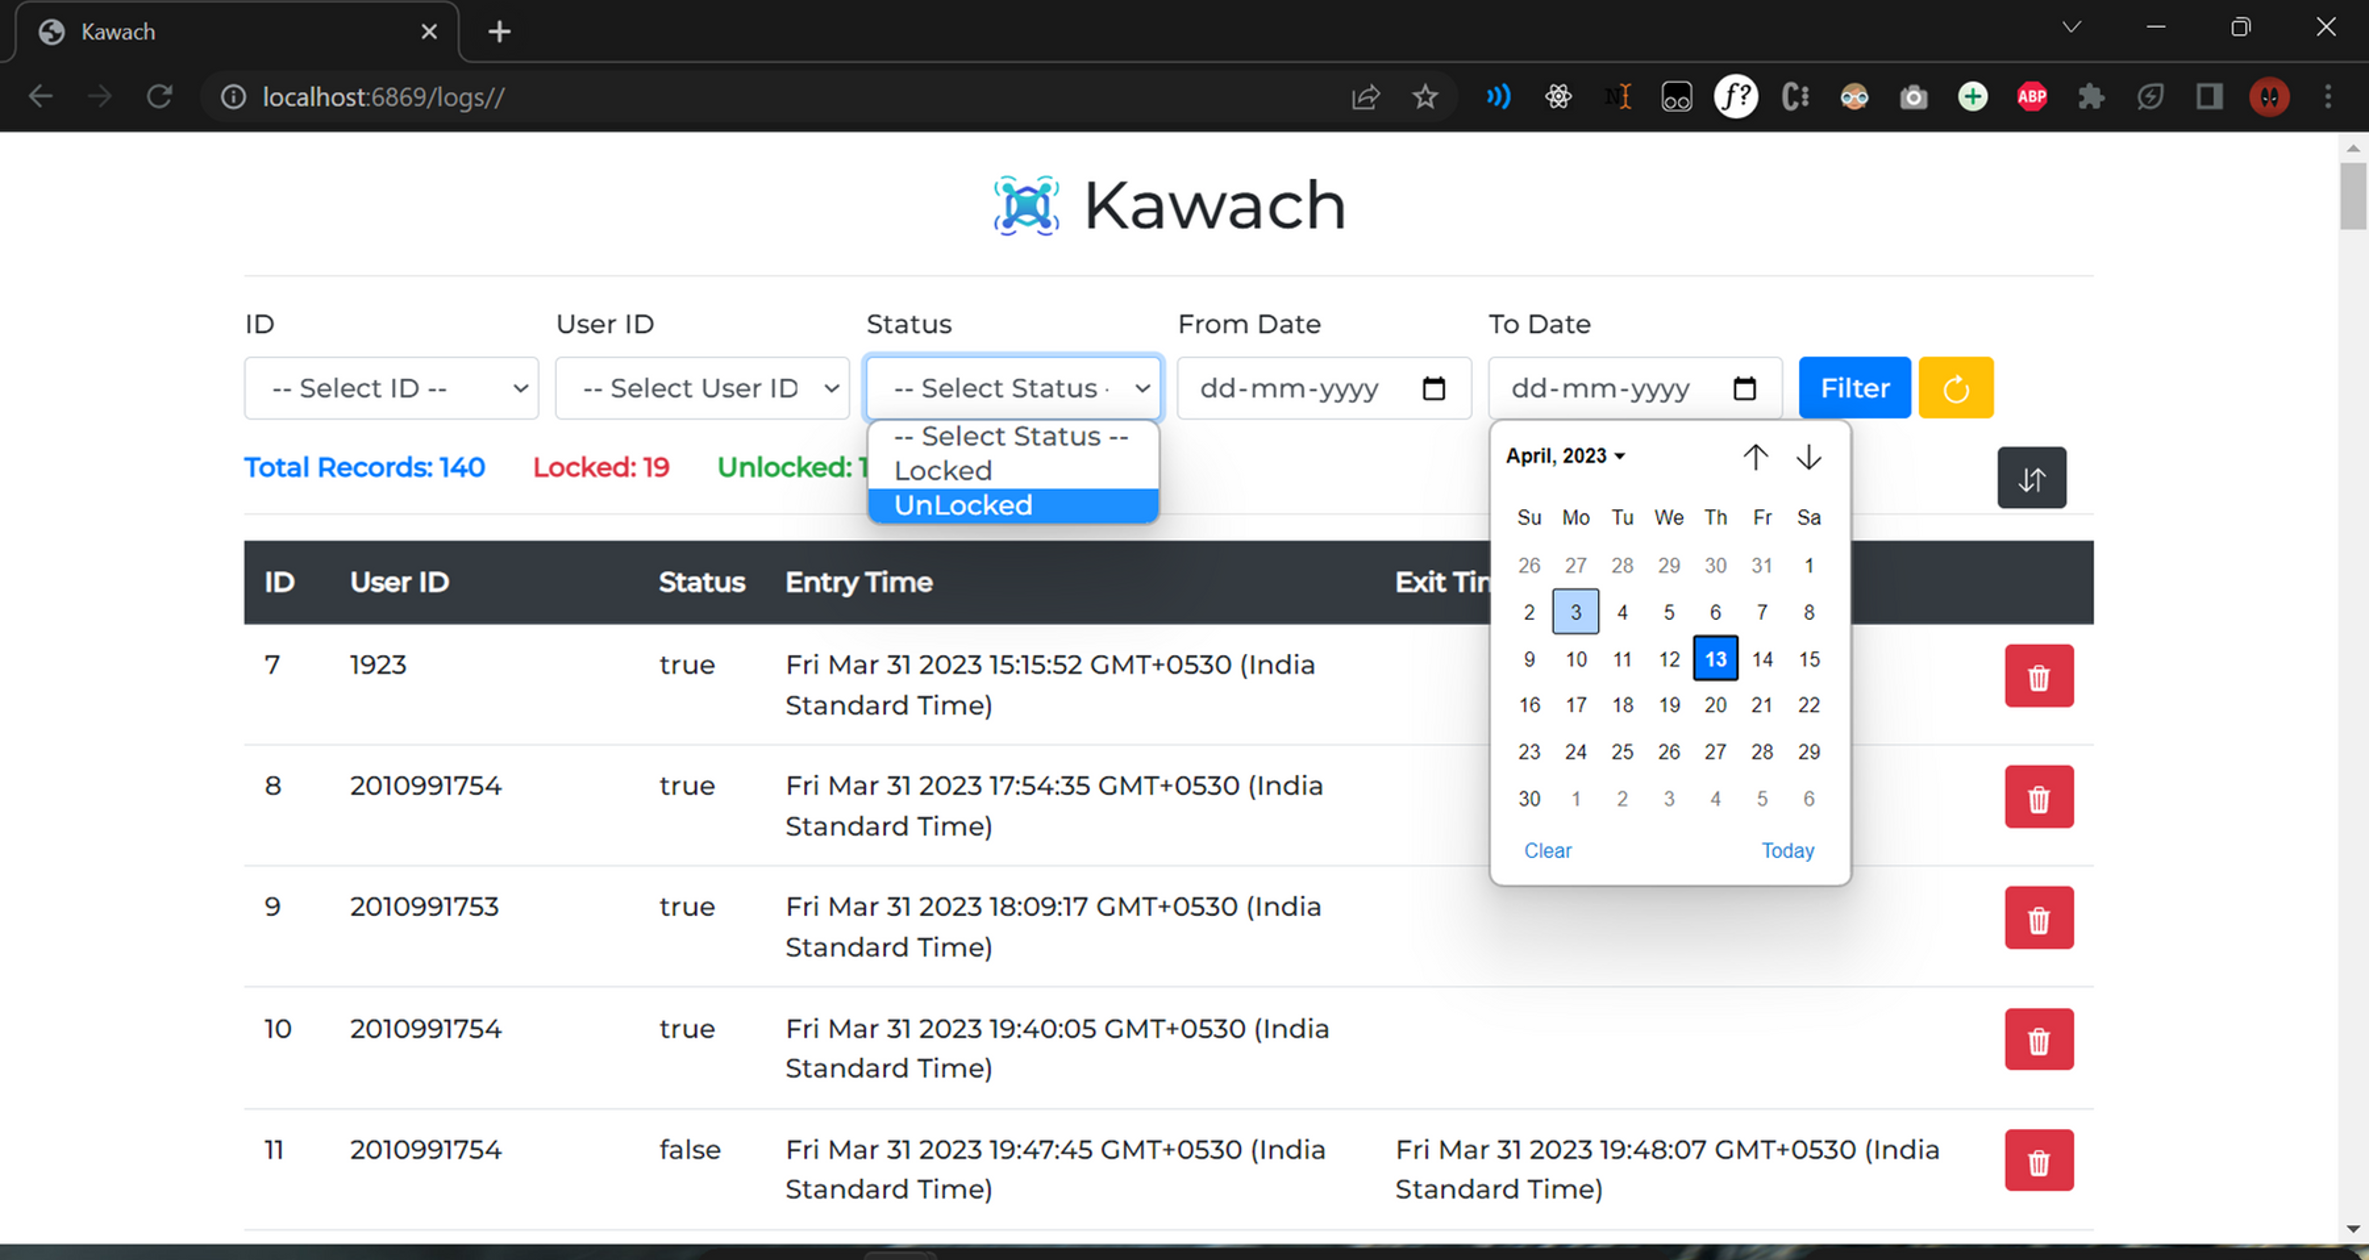 Kawach
localhost:6869/logs//
f?
ABP
Kawach
ID
User ID
Status
From Date
To Date
-- Select ID --
-- Select User ID
-- Select Status -
dd-mm-yyyy
dd-mm-yyyy
Filter
-- Select Status --
Locked
UnLocked
Total Records: 140
Locked: 19
Unlocked: 1
April, 2023
Su Mo Tu We Th Fr Sa
26 27 28 29 30 31 1
2 3 4 5 6 7 8
9 10 11 12 13 14 15
16 17 18 19 20 21 22
23 24 25 26 27 28 29
30 1 2 3 4 5 6
Clear Today
ID User ID Status Entry Time Exit Tim
7 1923 true Fri Mar 31 2023 15:15:52 GMT+0530 (India
Standard Time)
8 2010991754 true Fri Mar 31 2023 17:54:35 GMT+0530 (India
Standard Time)
9 2010991753 true Fri Mar 31 2023 18:09:17 GMT+0530 (India
Standard Time)
10 2010991754 true Fri Mar 31 2023 19:40:05 GMT+0530 (India
Standard Time)
11 2010991754 false Fri Mar 31 2023 19:47:45 GMT+0530 (India Fri Mar 31 2023 19:48:07 GMT+0530 (India
Standard Time) Standard Time)